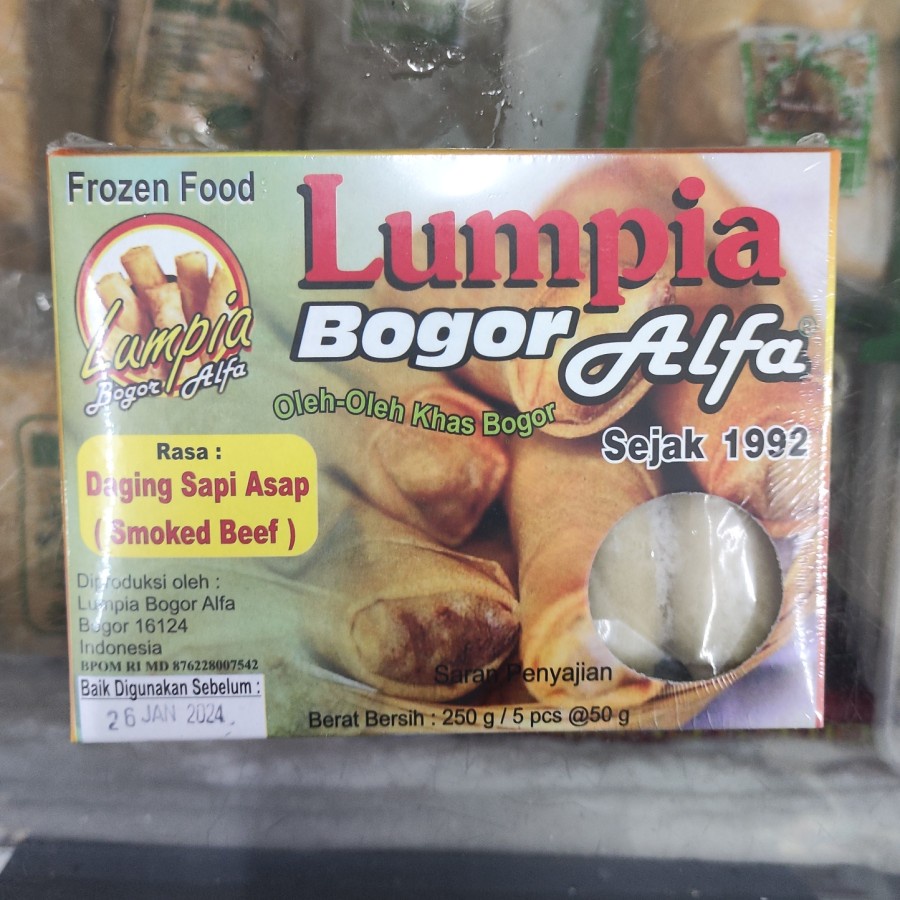 Frozen Food
Lumpia
Bogor Alfa®
Lumpia
Bogor Alfa
Oleh-Oleh Khas Bogor
Sejak 1992
Rasa :
Daging Sapi Asap
( Smoked Beef )
Diproduksi oleh :
Lumpia Bogor Alfa
Bogor 16124
Indonesia
BPOM RI MD 876228007542
Baik Digunakan Sebelum :
26 JAN 2024
Saran Penyajian
Berat Bersih : 250 g / 5 pcs @50 g